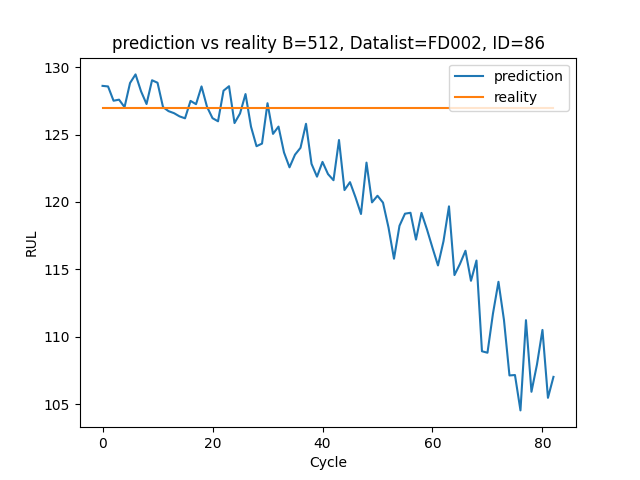 prediction vs reality B=512, Datalist=FD002, ID=86
prediction
reality
130
125
120
115
110
105
RUL
0
20
40
60
80
Cycle